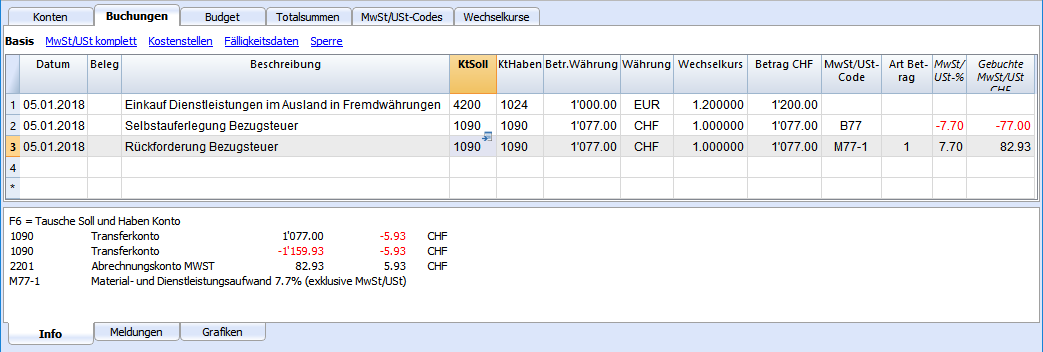 Konten Buchungen Budget Totalsummen MwSt/USt-Codes Wechselkurse
Basis MwSt/USt komplett Kostenstellen Fälligkeitsdaten Sperre
Datum Beleg Beschreibung KtSoll KtHaben Betr.Währung Währung Wechselkurs Betrag CHF MwSt/USt-Code Art Betrag MwSt/USt-% Gebuchte MwSt/USt CHF
1 05.01.2018 Einkauf Dienstleistungen im Ausland in Fremdwährungen 4200 1024 1'000.00 EUR 1.200000 1'200.00
2 05.01.2018 Selbstauferlegung Bezugsteuer 1090 1090 1'077.00 CHF 1.000000 1'077.00 B77 -7.70 -77.00
3 05.01.2018 Rückforderung Bezugsteuer 1090 1090 1'077.00 CHF 1.000000 1'077.00 M77-1 1 7.70 82.93
4
*
F6 = Tausche Soll und Haben Konto
1090 Transferkonto 1'077.00 -5.93 CHF
1090 Transferkonto -1'159.93 -5.93 CHF
2201 Abrechnungskonto MWST 82.93 5.93 CHF
M77-1 Material- und Dienstleistungsaufwand 7.7% (exklusive MwSt/USt)
Info Meldungen Grafiken